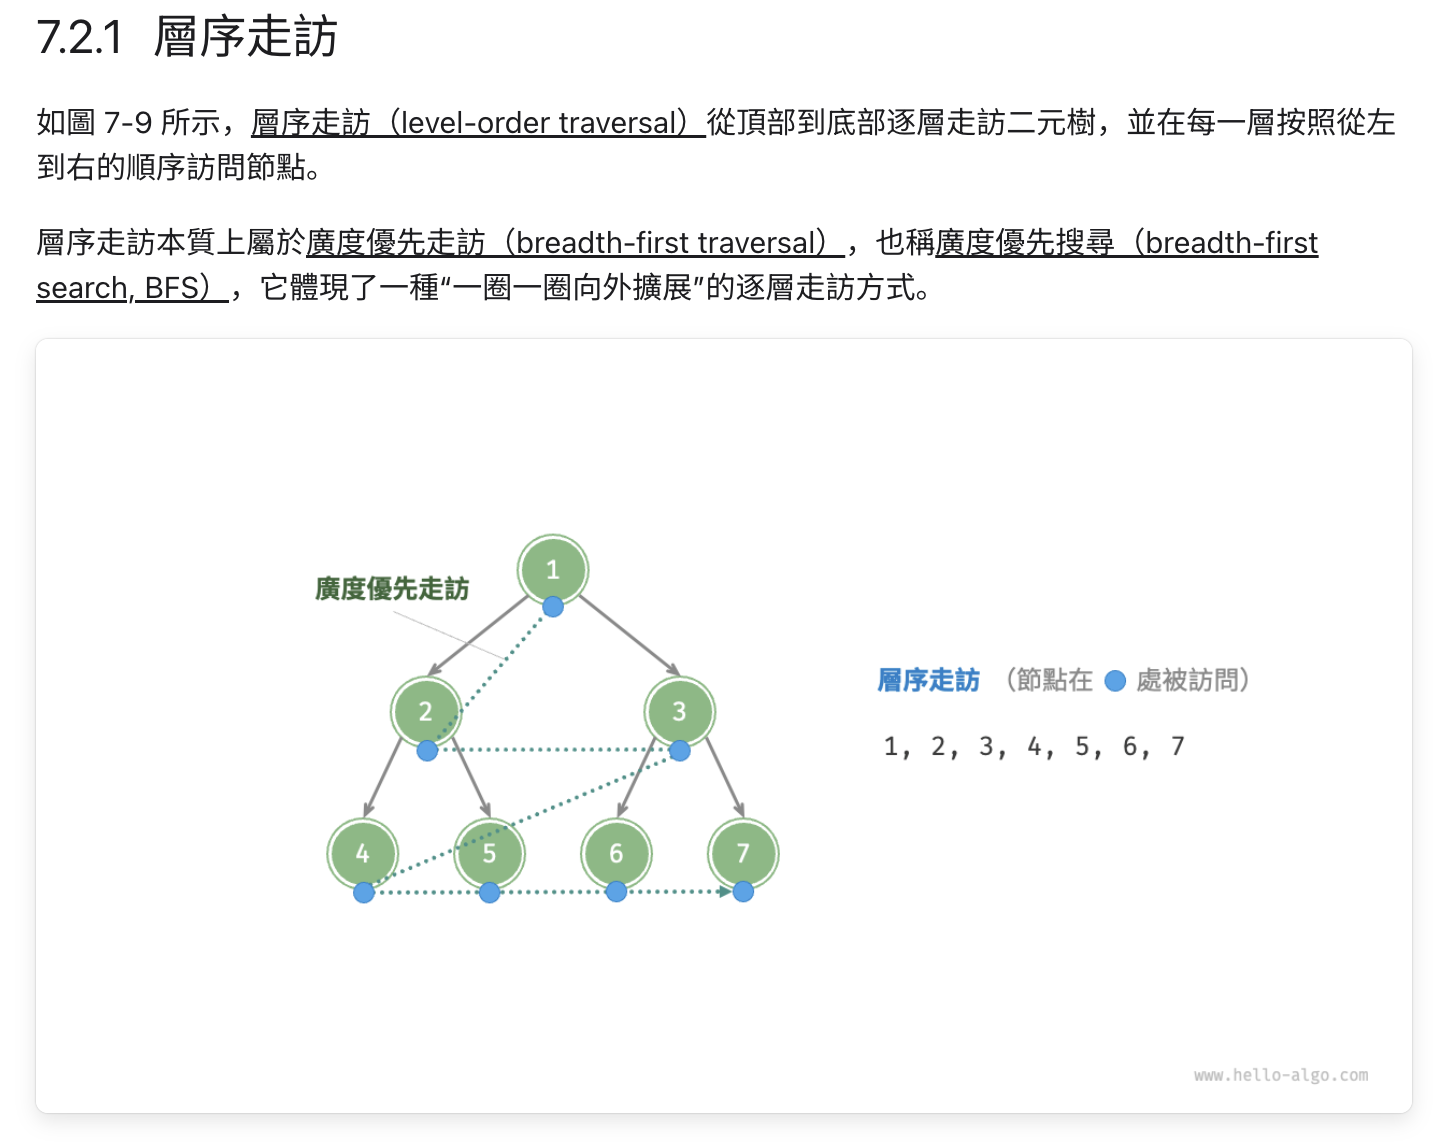 7.2.1 層序走訪
如圖 7-9 所示，層序走訪（level-order traversal）從頂部到底部逐層走訪二元樹，並在每一層按照從左
到右的順序訪問節點。
層序走訪本質上屬於廣度優先走訪（breadth-first traversal），也稱廣度優先搜尋（breadth-first
search, BFS），它體現了一種“一圈一圈向外擴展”的逐層走訪方式。
廣度優先走訪
1
2
3
4
5
6
7
層序走訪 （節點在 處被訪問）
1, 2, 3, 4, 5, 6, 7
www.hello-algo.com